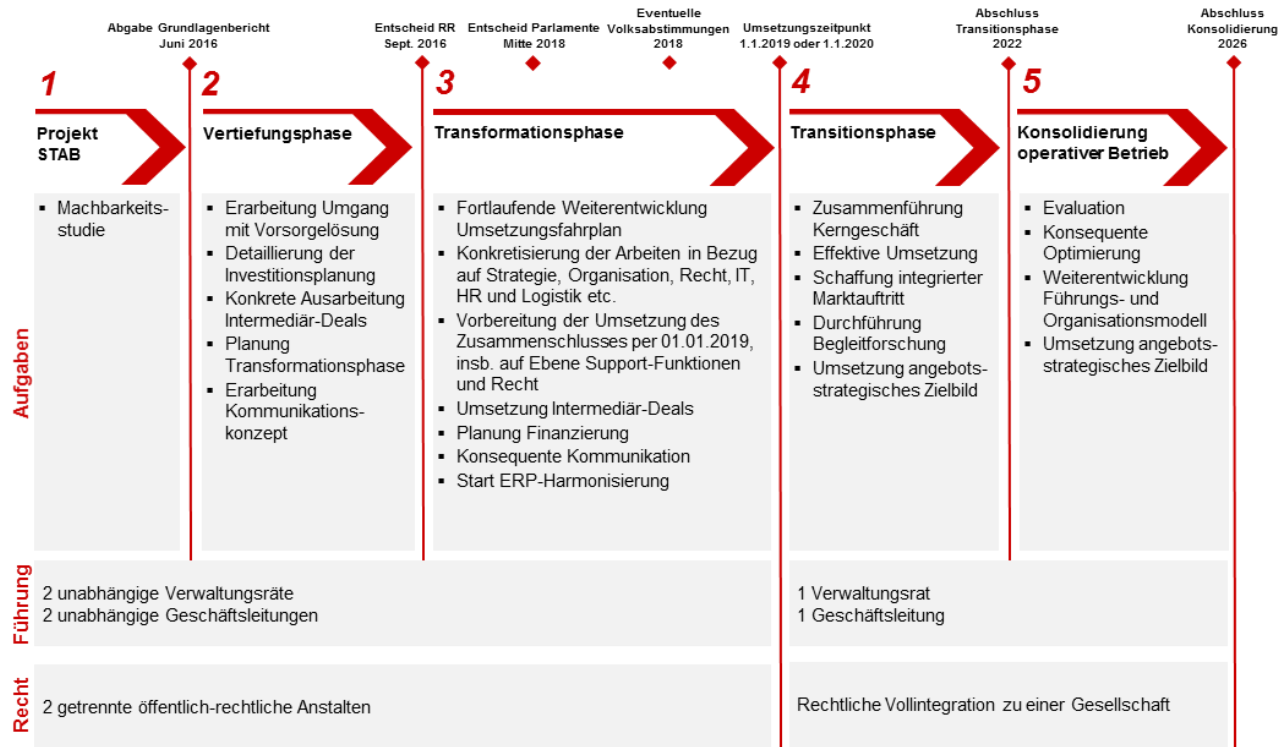 Abgabe Grundlagenbericht
Juni 2016
Entscheid RR
Sept. 2016
Entscheid Parlamente
Mitte 2018
Eventuelle
Volksabstimmungen
2018
Umsetzungszeitpunkt
1.1.2019 oder 1.1.2020
Abschluss
Transitionsphase
2022
Abschluss
Konsolidierung
2026
1
Projekt
STAB
2
Vertiefungsphase
3
Transformationsphase
4
Transitionsphase
5
Konsolidierung
operativer Betrieb
Aufgaben
▪ Machbarkeits-
studie
▪ Erarbeitung Umgang
mit Vorsorgelösung
▪ Detaillierung der
Investitionsplanung
▪ Konkrete Ausarbeitung
Intermediär-Deals
▪ Planung
Transformationsphase
▪ Erarbeitung
Kommunikations-
konzept
▪ Fortlaufende Weiterentwicklung
Umsetzungsfahrplan
▪ Konkretisierung der Arbeiten in Bezug
auf Strategie, Organisation, Recht, IT,
HR und Logistik etc.
▪ Vorbereitung der Umsetzung des
Zusammenschlusses per 01.01.2019,
insb. auf Ebene Support-Funktionen
und Recht
▪ Umsetzung Intermediär-Deals
▪ Planung Finanzierung
▪ Konsequente Kommunikation
▪ Start ERP-Harmonisierung
▪ Zusammenführung
Kerngeschäft
▪ Effektive Umsetzung
▪ Schaffung integrierter
Marktauftritt
▪ Durchführung
Begleitforschung
▪ Umsetzung angebots-
strategisches Zielbild
▪ Evaluation
▪ Konsequente
Optimierung
▪ Weiterentwicklung
Führungs- und
Organisationsmodell
▪ Umsetzung angebots-
strategisches Zielbild
Führung
2 unabhängige Verwaltungsräte
2 unabhängige Geschäftsleitungen
1 Verwaltungsrat
1 Geschäftsleitung
Recht
2 getrennte öffentlich-rechtliche Anstalten
Rechtliche Vollintegration zu einer Gesellschaft